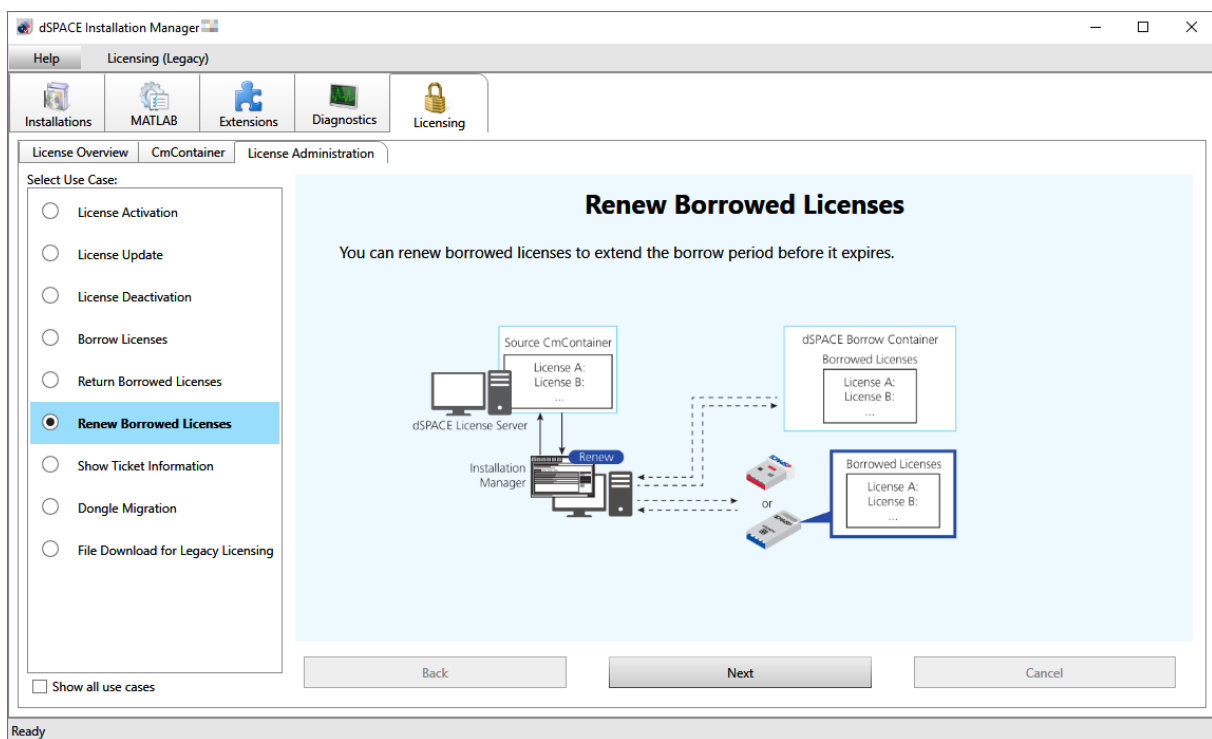 dSPACE Installation Manager
Help
Licensing (Legacy)
Installations
MATLAB
Extensions
Diagnostics
Licensing
License Overview
CmContainer
License Administration
Select Use Case:
License Activation
License Update
License Deactivation
Borrow Licenses
Return Borrowed Licenses
Renew Borrowed Licenses
Show Ticket Information
Dongle Migration
File Download for Legacy Licensing
Show all use cases
Renew Borrowed Licenses
You can renew borrowed licenses to extend the borrow period before it expires.
Source CmContainer
License A:
License B:
...
dSPACE License Server
Installation
Manager
Renew
dSPACE Borrow Container
Borrowed Licenses
License A:
License B:
...
or
Borrowed Licenses
License A:
License B:
...
Back
Next
Cancel
Ready